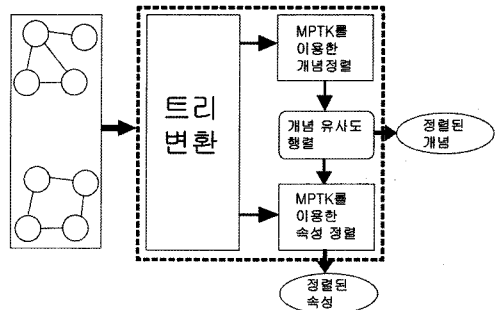 트리
변환
MPTK를
이용한
개념정렬
개념 유사도
행렬
정렬된
개념
MPTK를
이용한
속성 정렬
정렬된
속성